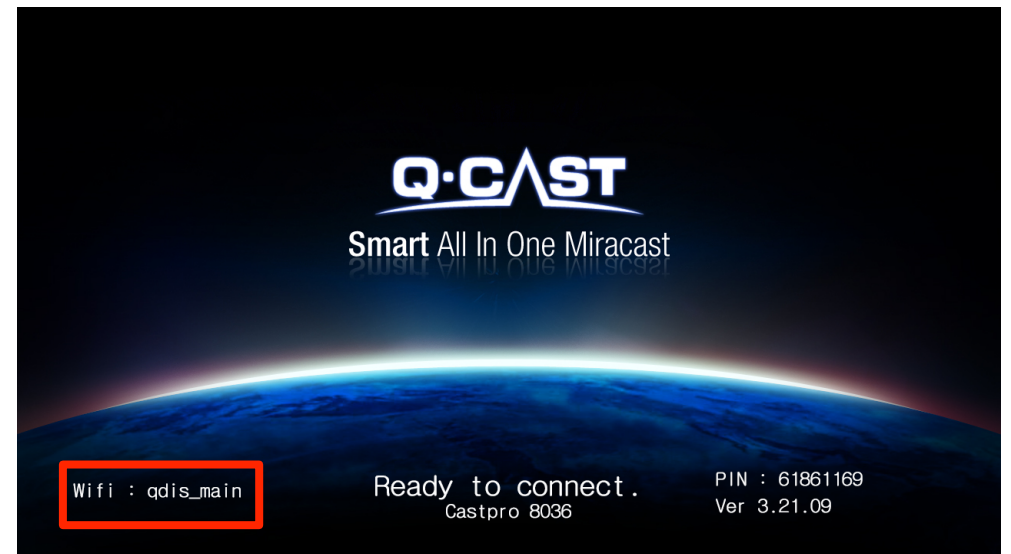 Q·CAST
Smart All In One Miracast
Wifi : qdis_main
Ready to connect.
Castpro 8036
PIN : 61861169
Ver 3.21.09